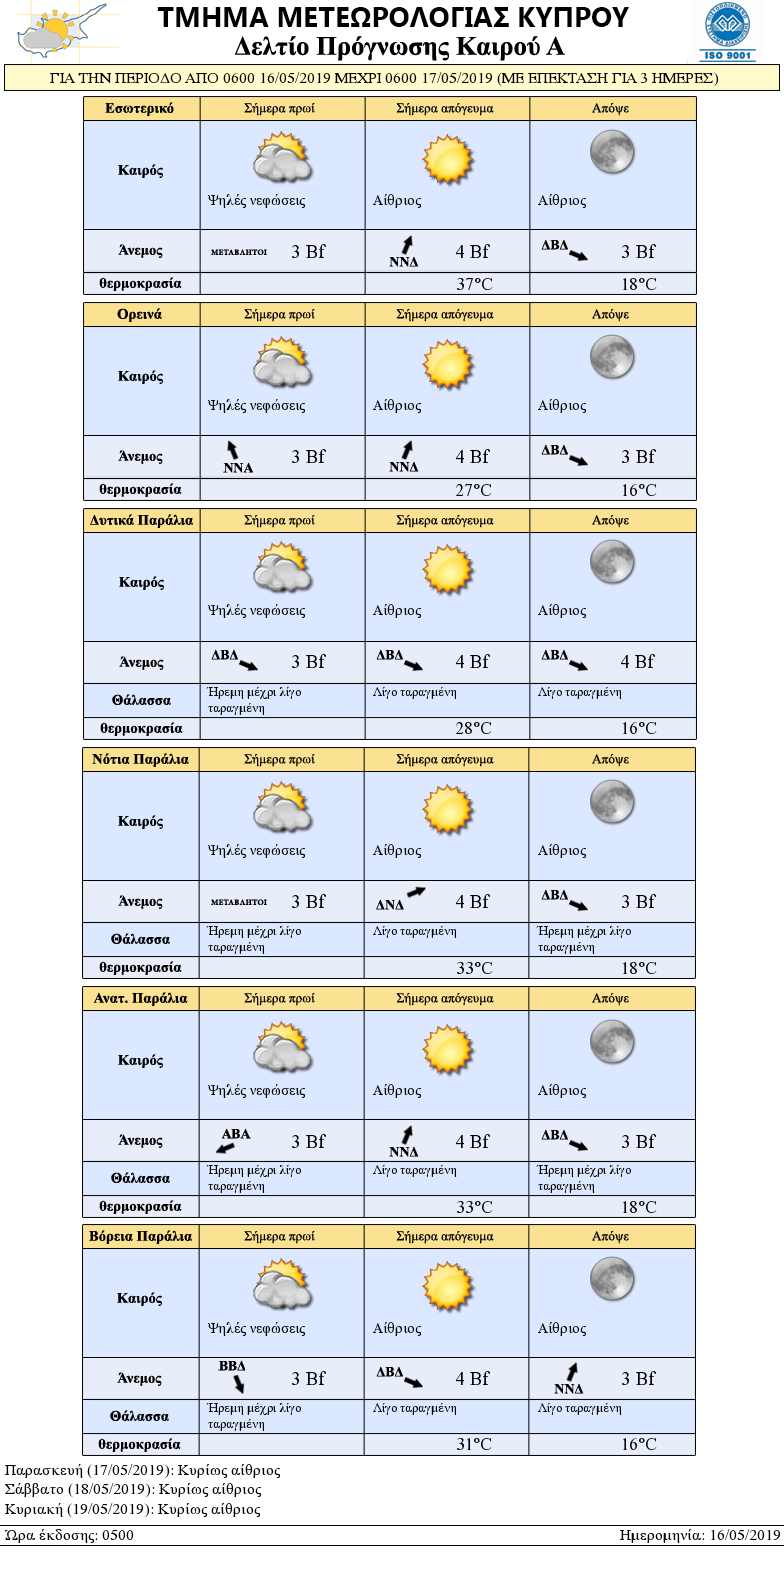 ΤΜΗΜΑ ΜΕΤΕΩΡΟΛΟΓΙΑΣ ΚΥΠΡΟΥ
Δελτίο Πρόγνωσης Καιρού Α
ISO 9001
ΓΙΑ ΤΗΝ ΠΕΡΙΟΔΟ ΑΠΟ 0600 16/05/2019 ΜΕΧΡΙ 0600 17/05/2019 (ΜΕ ΕΠΕΚΤΑΣΗ ΓΙΑ 3 ΗΜΕΡΕΣ)
Εσωτερικό Σήμερα πρωί Σήμερα απόγευμα Απόψε
Καιρός
Ψηλές νεφώσεις Αίθριος Αίθριος
Άνεμος ΜΕΤΑΒΛΗΤΟΙ 3 Bf ΝΝΔ 4 Bf ΔΒΔ 3 Bf
θερμοκρασία 37°C 18°C
Ορεινά Σήμερα πρωί Σήμερα απόγευμα Απόψε
Καιρός
Ψηλές νεφώσεις Αίθριος Αίθριος
Άνεμος ΝΝΑ 3 Bf ΝΝΔ 4 Bf ΔΒΔ 3 Bf
θερμοκρασία 27°C 16°C
Δυτικά Παράλια Σήμερα πρωί Σήμερα απόγευμα Απόψε
Καιρός
Ψηλές νεφώσεις Αίθριος Αίθριος
Άνεμος ΔΒΔ 3 Bf ΔΒΔ 4 Bf ΔΒΔ 4 Bf
Θάλασσα Ήρεμη μέχρι λίγο Λίγο ταραγμένη Λίγο ταραγμένη
ταραγμένη
θερμοκρασία 28°C 16°C
Νότια Παράλια Σήμερα πρωί Σήμερα απόγευμα Απόψε
Καιρός
Ψηλές νεφώσεις Αίθριος Αίθριος
Άνεμος ΜΕΤΑΒΛΗΤΟΙ 3 Bf ΔΝΔ 4 Bf ΔΒΔ 3 Bf
Θάλασσα Ήρεμη μέχρι λίγο Λίγο ταραγμένη Ήρεμη μέχρι λίγο
ταραγμένη ταραγμένη
θερμοκρασία 33°C 18°C
Ανατ. Παράλια Σήμερα πρωί Σήμερα απόγευμα Απόψε
Καιρός
Ψηλές νεφώσεις Αίθριος Αίθριος
Άνεμος ΑΒΑ 3 Bf ΝΝΔ 4 Bf ΔΒΔ 3 Bf
Θάλασσα Ήρεμη μέχρι λίγο Λίγο ταραγμένη Ήρεμη μέχρι λίγο
ταραγμένη ταραγμένη
θερμοκρασία 33°C 18°C
Βόρεια Παράλια Σήμερα πρωί Σήμερα απόγευμα Απόψε
Καιρός
Ψηλές νεφώσεις Αίθριος Αίθριος
Άνεμος ΒΒΔ 3 Bf ΔΒΔ 4 Bf ΝΝΔ 3 Bf
Θάλασσα Ήρεμη μέχρι λίγο Λίγο ταραγμένη Λίγο ταραγμένη
ταραγμένη
θερμοκρασία 31°C 16°C
Παρασκευή (17/05/2019): Κυρίως αίθριος
Σάββατο (18/05/2019): Κυρίως αίθριος
Κυριακή (19/05/2019): Κυρίως αίθριος
Ώρα έκδοσης: 0500 Ημερομηνία: 16/05/2019